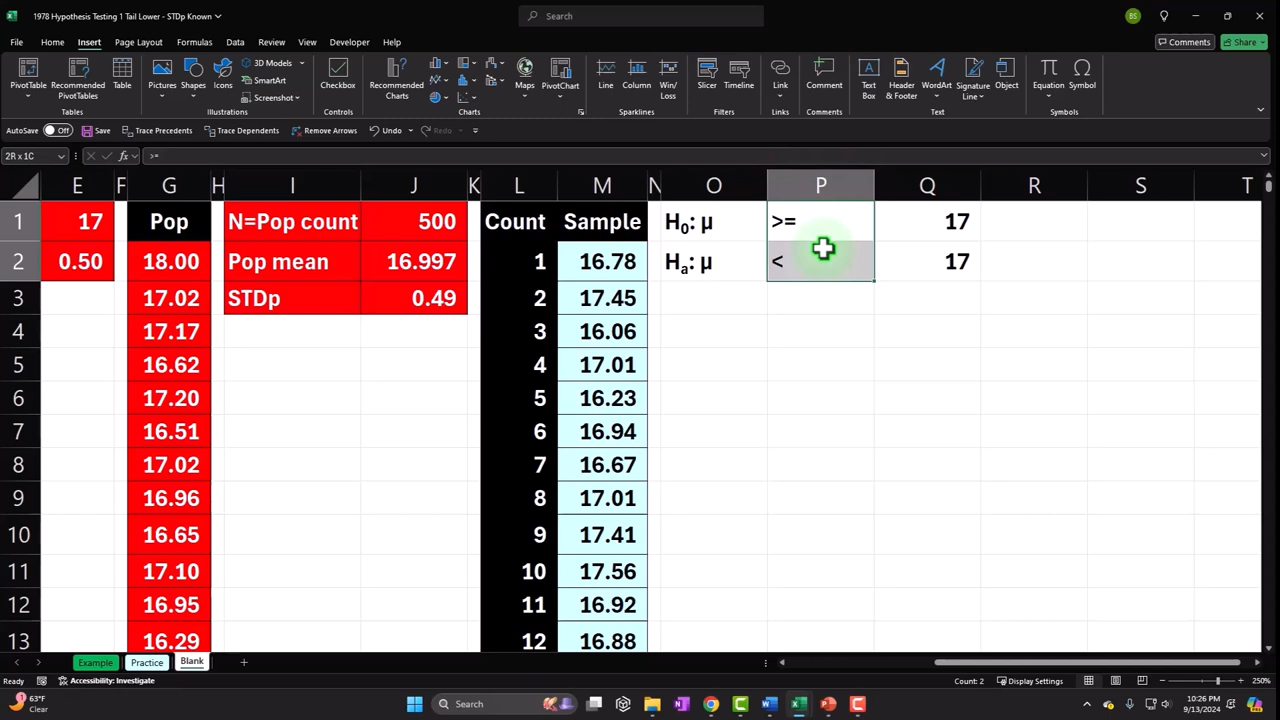 1978 Hypothesis Testing 1 Tail Lower - STDp Known
Search
BS
File Home Insert Page Layout Formulas Data Review View Developer Help
Comments Share
PivotTable Recommended PivotTables Table
Tables
Pictures Shapes Icons 3D Models SmartArt Screenshot
Illustrations
Checkbox
Controls
Recommended Charts Maps PivotChart
Charts
Line Column Win/Loss
Sparklines
Slicer Timeline
Filters
Link
Links
Comment
Comments
Text Box Header & Footer WordArt Signature Line Object
Text
Equation Symbol
Symbols
AutoSave Off Save Trace Precedents Trace Dependents Remove Arrows Undo Redo
2R x 1C fx >=
E F G H I J K L M N O P Q R S T
1 17 Pop N=Pop count 500 Count Sample H₀: μ >= 17
2 0.50 18.00 Pop mean 16.997 1 16.78 Hₐ: μ < 17
3 17.02 STDp 0.49 2 17.45
4 17.17 3 16.06
5 16.62 4 17.01
6 17.20 5 16.23
7 16.51 6 16.94
8 17.02 7 16.67
9 16.96 8 17.01
10 16.65 9 17.41
11 17.10 10 17.56
12 16.95 11 16.92
13 16.29 12 16.88
Example Practice Blank
Ready Accessibility: Investigate Count: 2 Display Settings 250%
63°F
Clear
Search
10:26 PM
9/13/2024